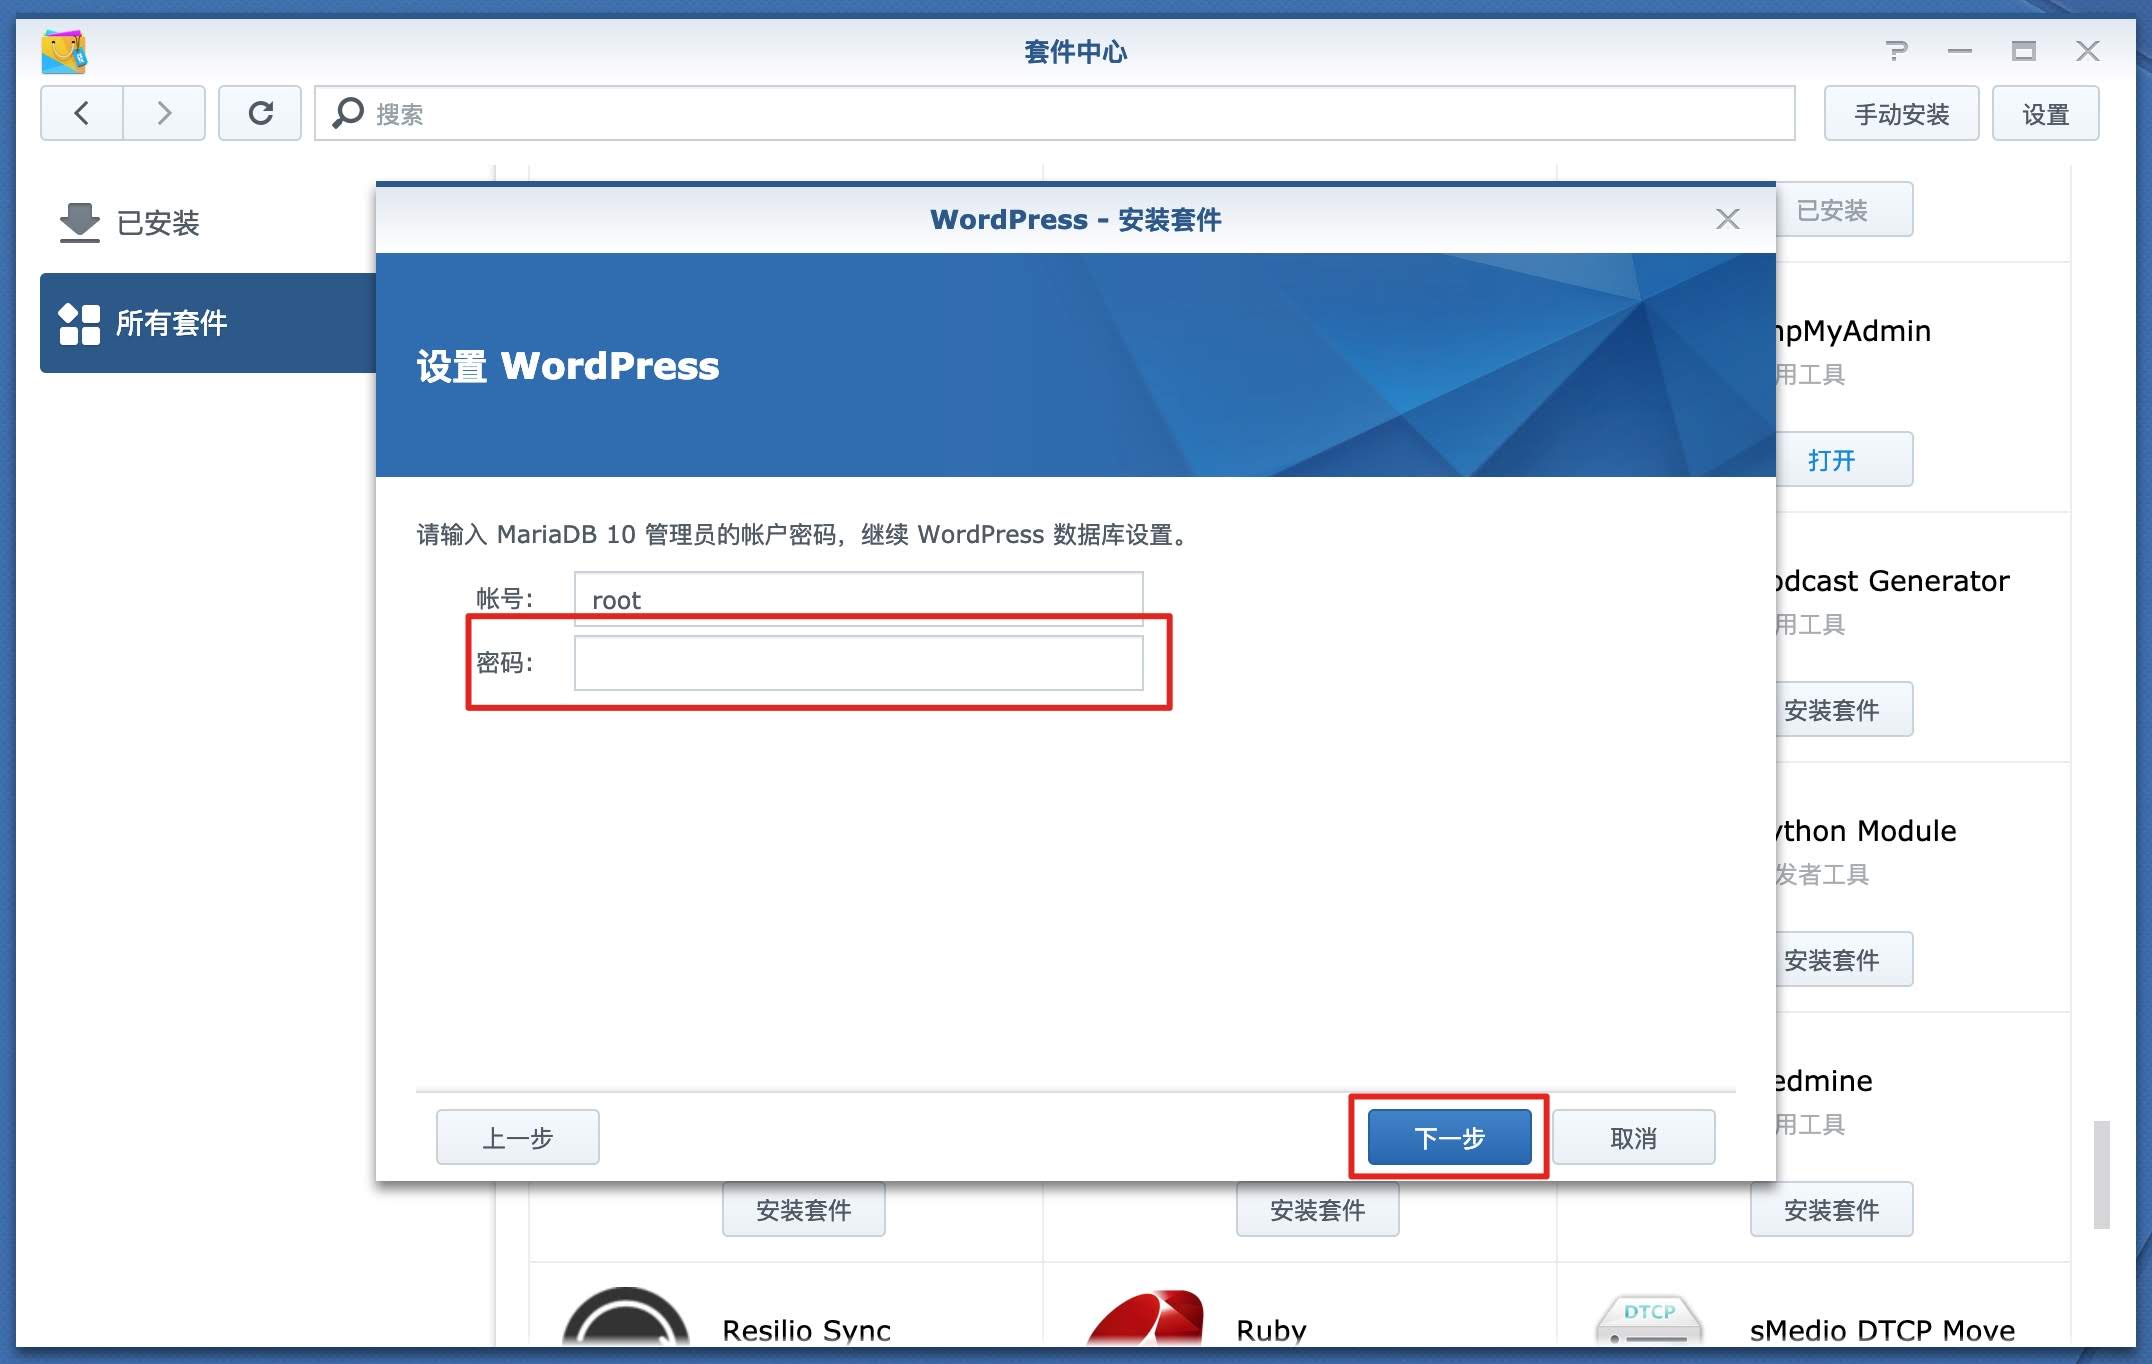 套件中心
搜索
手动安装
设置
已安装
所有套件
WordPress - 安装套件
已安装
设置 WordPress
hpMyAdmin
用工具
打开
请输入 MariaDB 10 管理员的帐户密码，继续 WordPress 数据库设置。
帐号:
root
密码:
odcast Generator
用工具
安装套件
ython Module
发者工具
安装套件
edmine
用工具
上一步
下一步
取消
安装套件
安装套件
安装套件
Resilio Sync
Ruby
DTCP
sMedio DTCP Move